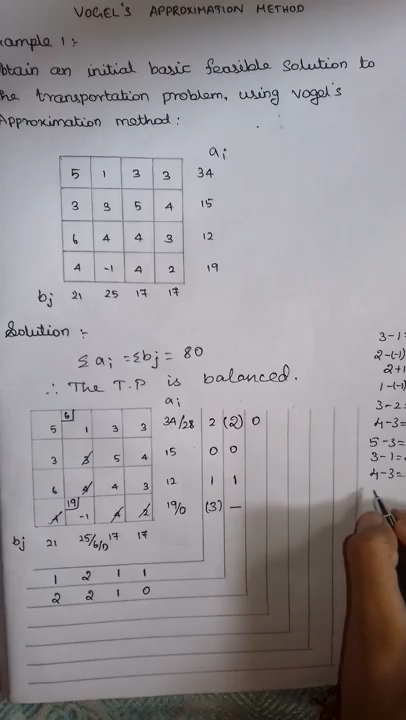 VOGEL'S APPROXIMATION METHOD
xample 1 :-
btain an initial basic feasible solution to
he transportation problem, using Vogel's
Approximation method :
ai
5 1 3 3 34
3 3 5 4 15
6 4 4 3 12
4 -1 4 2 19
bj 21 25 17 17
Solution :-
Σ ai = Σ bj = 80
∴ The T.P is balanced.
ai
6
5 1 3 3 34/28 2 (2) 0
3 3 5 4 15 0 0
6 4 4 3 12 1 1
19
4 -1 4 2 19/0 (3) —
bj 21 25/6/0 17 17
1 2 1 1
2 2 1 0
3-1=
2-(-1)
2+1
1-(-1)
3-2=
4-3=
5-3=
3-1=
4-3=